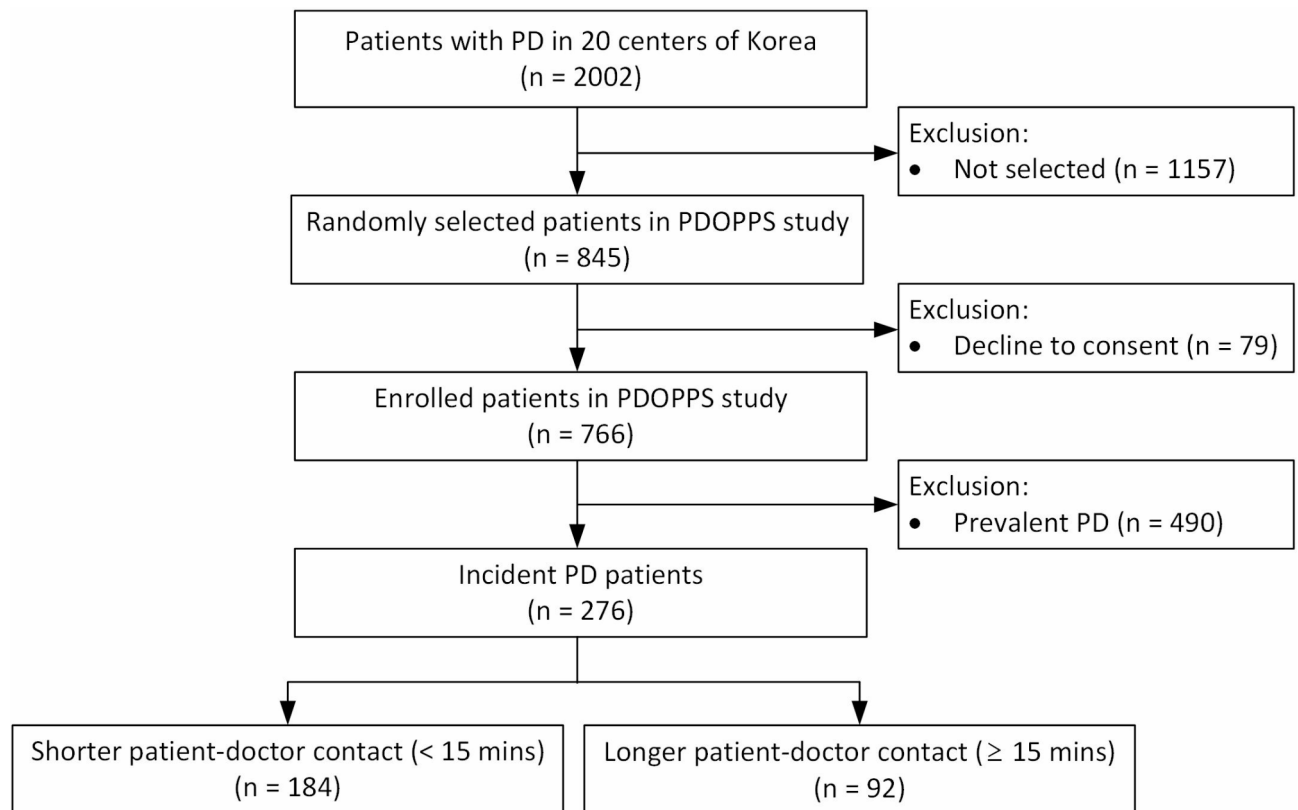 Patients with PD in 20 centers of Korea
(n = 2002)
Exclusion:
• Not selected (n = 1157)
Randomly selected patients in PDOPPS study
(n = 845)
Exclusion:
• Decline to consent (n = 79)
Enrolled patients in PDOPPS study
(n = 766)
Exclusion:
• Prevalent PD (n = 490)
Incident PD patients
(n = 276)
Shorter patient-doctor contact (< 15 mins)
(n = 184)
Longer patient-doctor contact (≥ 15 mins)
(n = 92)